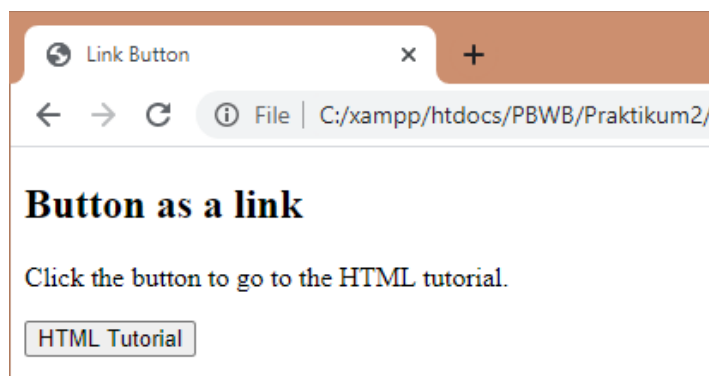 Link Button
File | C:/xampp/htdocs/PBWB/Praktikum2/
Button as a link
Click the button to go to the HTML tutorial.
HTML Tutorial